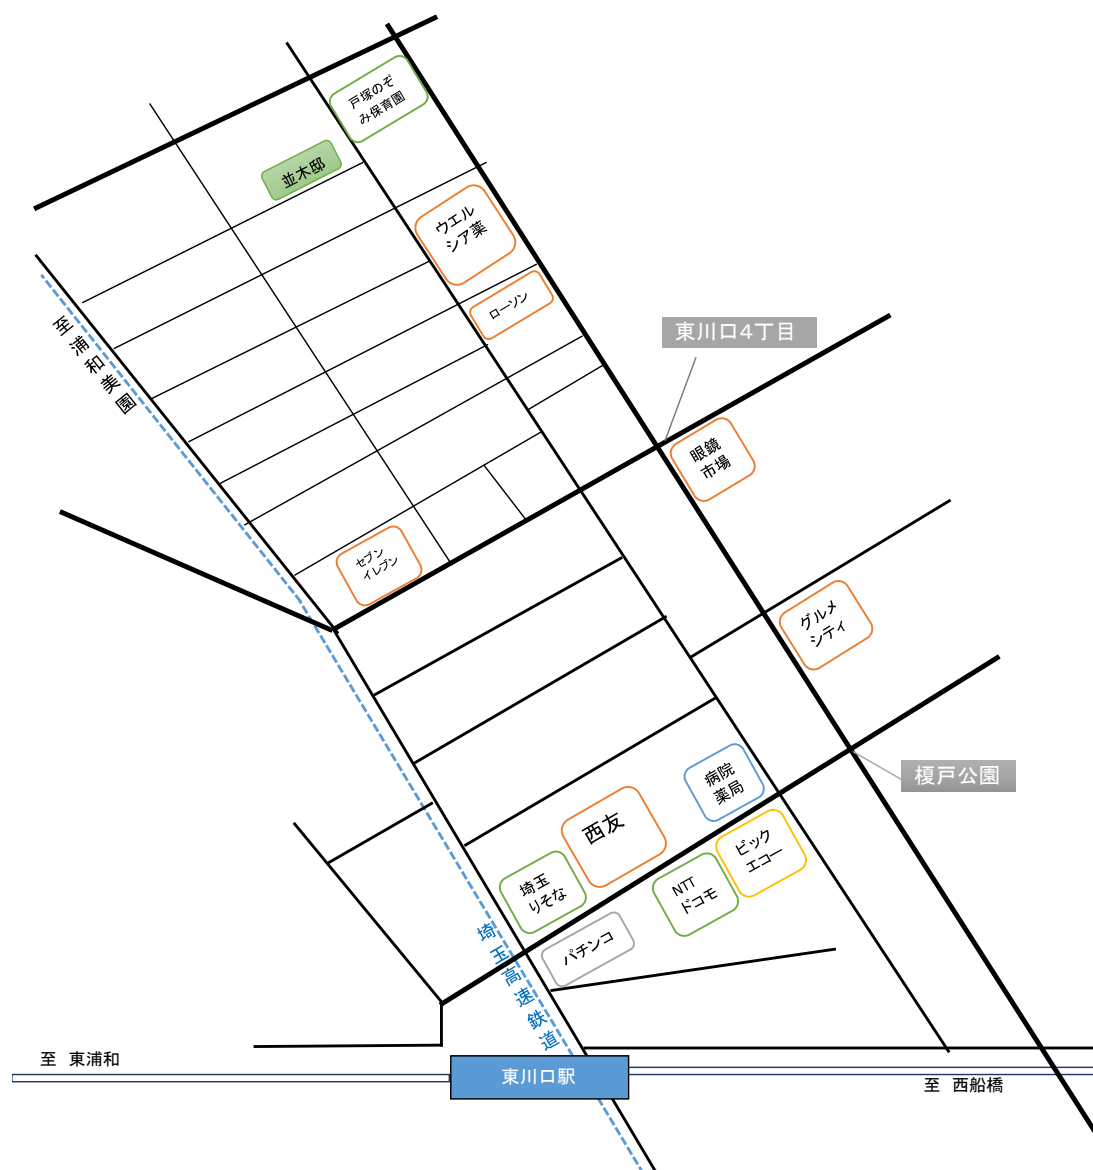 戸塚のぞ
み保育園
並木邸
ウエル
シア薬
ローソン
至浦和美園
東川口4丁目
眼鏡
市場
セブン
イレブン
グルメ
シティ
榎戸公園
病院
薬局
西友
ビック
エコー
埼玉
りそな
NTT
ドコモ
パチンコ
埼玉高速鉄道
至 東浦和
東川口駅
至 西船橋